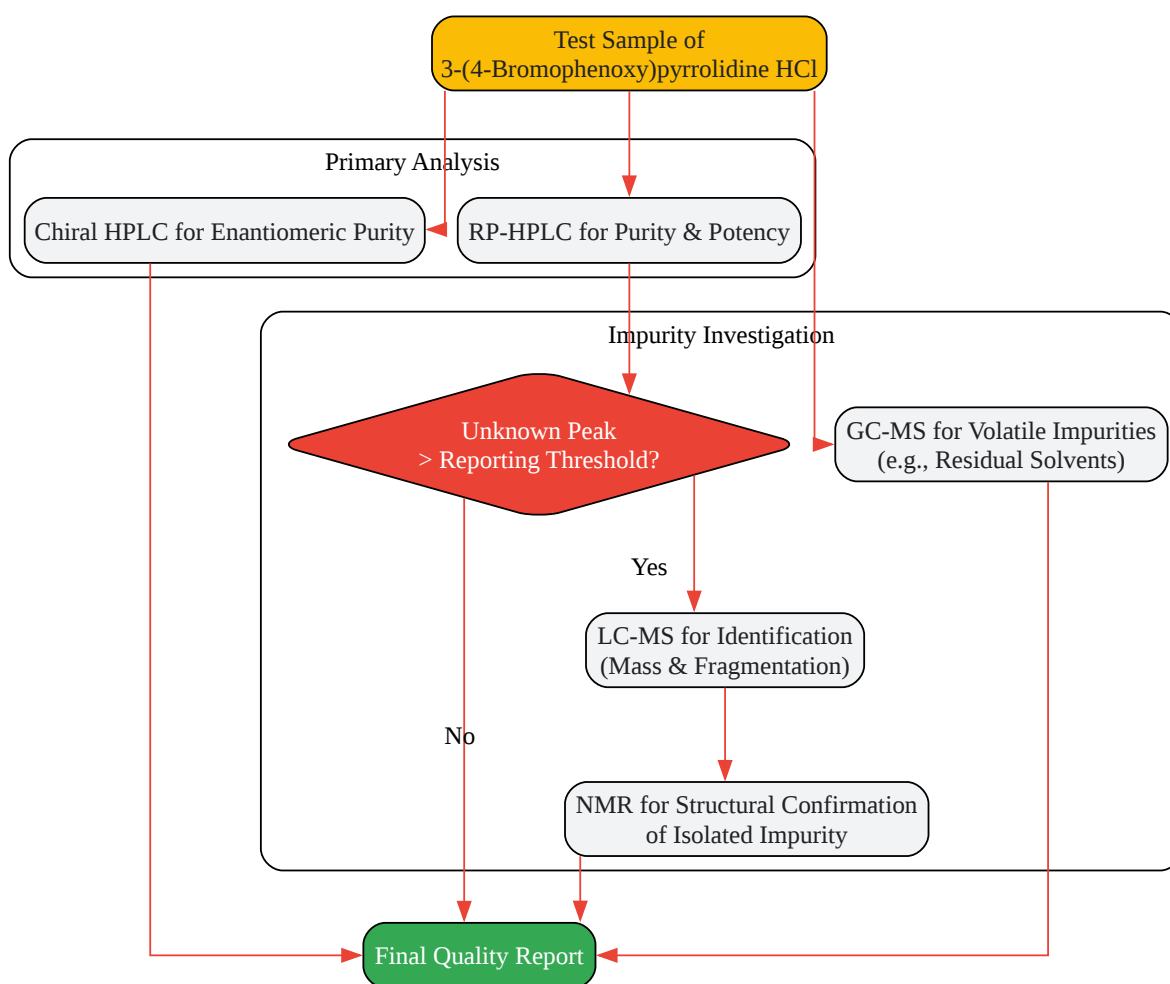 Test Sample of
3-(4-Bromophenoxy)pyrrolidine HCl
Primary Analysis
Chiral HPLC for Enantiomeric Purity
RP-HPLC for Purity & Potency
Impurity Investigation
Unknown Peak
> Reporting Threshold?
GC-MS for Volatile Impurities
(e.g., Residual Solvents)
Yes
LC-MS for Identification
(Mass & Fragmentation)
No
NMR for Structural Confirmation
of Isolated Impurity
Final Quality Report